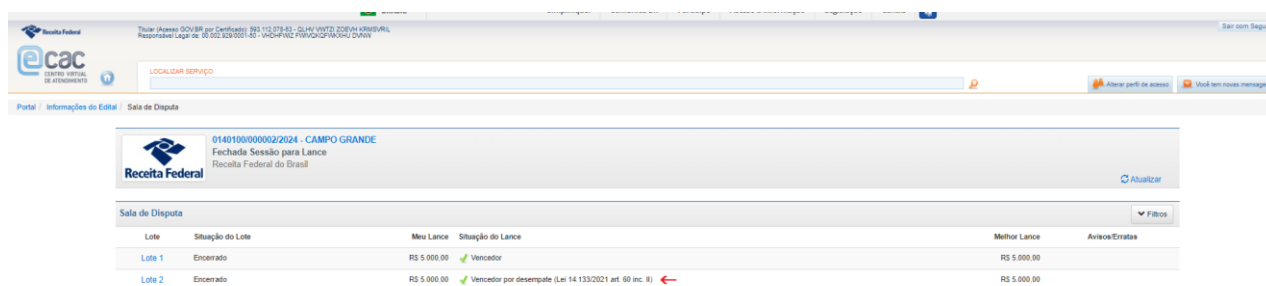 Receita Federal
Titular (Acesso GOV.BR por Certificado): 593.112.078-53 - QLHV VWTZI ZOEVH KRMSVRIL
Responsável Legal de: 00.002.929/0001-50 - VHDHFWIZ FWIVQXQFWKXHU DVNW
Sair com Segu
ecac
CENTRO VIRTUAL
DE ATENDIMENTO
LOCALIZAR SERVIÇO
Alterar perfil de acesso
Você tem novas mensage
Portal / Informações do Edital / Sala de Disputa
0140100/000002/2024 - CAMPO GRANDE
Fechada Sessão para Lance
Receita Federal do Brasil
Receita Federal
Atualizar
Sala de Disputa
Filtros
Lote Situação do Lote Meu Lance Situação do Lance Melhor Lance Avisos/Erratas
Lote 1 Encerrado R$ 5.000,00 Vencedor R$ 5.000,00
Lote 2 Encerrado R$ 5.000,00 Vencedor por desempate (Lei 14.133/2021 art. 60 inc. II) R$ 5.000,00